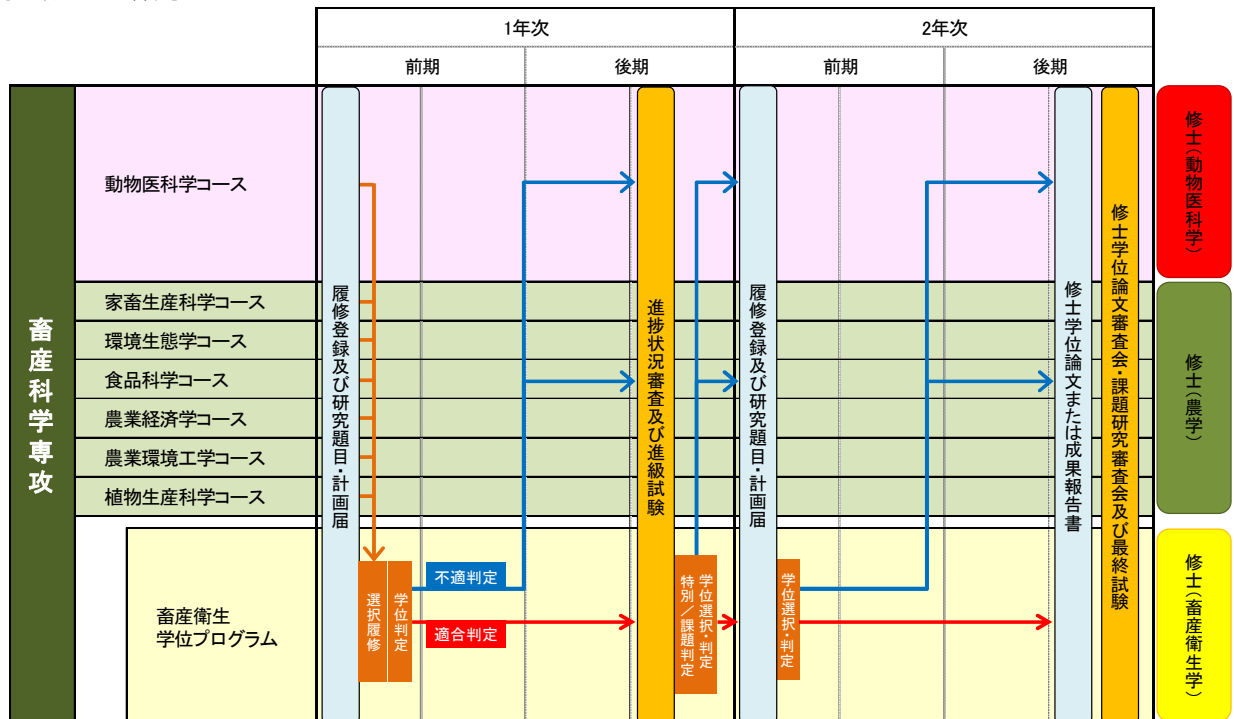 1年次
2年次
前期
後期
前期
後期
畜産科学専攻
動物医科学コース
家畜生産科学コース
環境生態学コース
食品科学コース
農業経済学コース
農業環境工学コース
植物生産科学コース
畜産衛生
学位プログラム
履修登録及び研究題目・計画届
選択履修
学位判定
不適判定
適合判定
進捗状況審査及び進級試験
学位選択・判定
特別／課題判定
履修登録及び研究題目・計画届
学位選択・判定
修士学位論文または成果報告書
修士学位論文審査会・課題研究審査会及び最終試験
修士（動物医科学）
修士（農学）
修士（畜産衛生学）